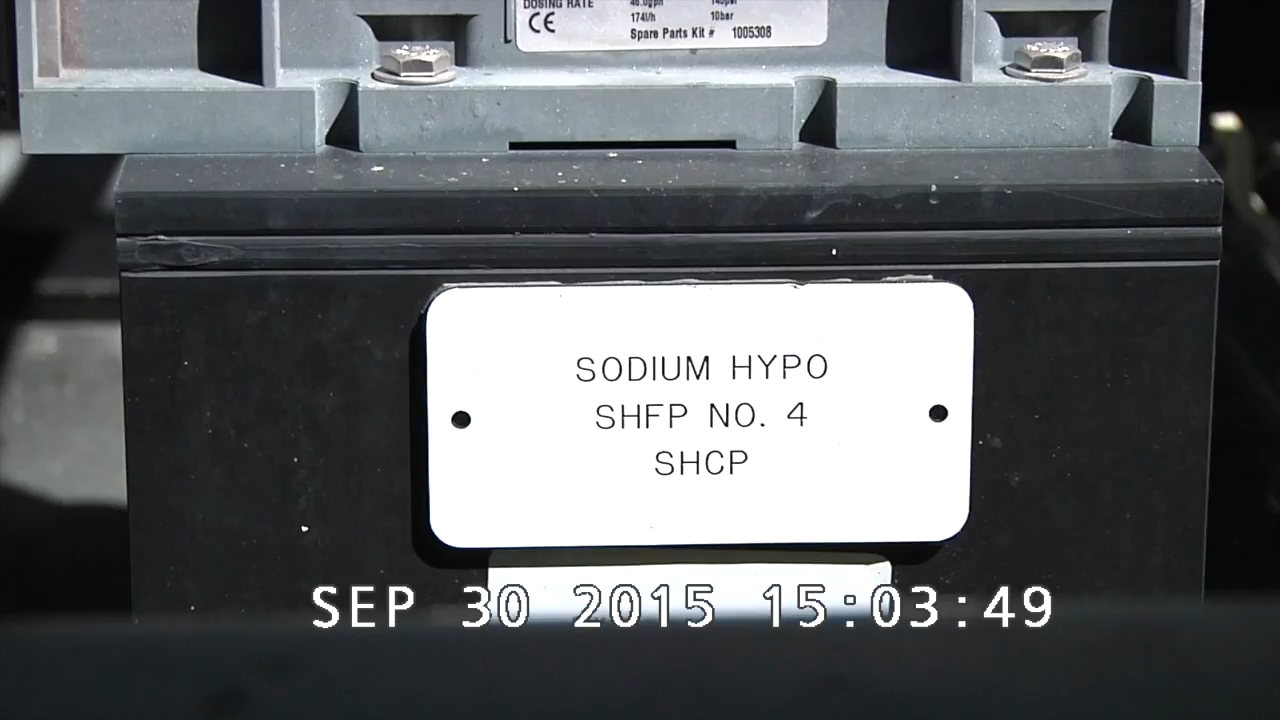 DOSING RATE 46.0gph 145psi
CE 174l/h 10bar
Spare Parts Kit # 1005308
SODIUM HYPO
SHFP NO. 4
SHCP
SEP 30 2015 15:03:49